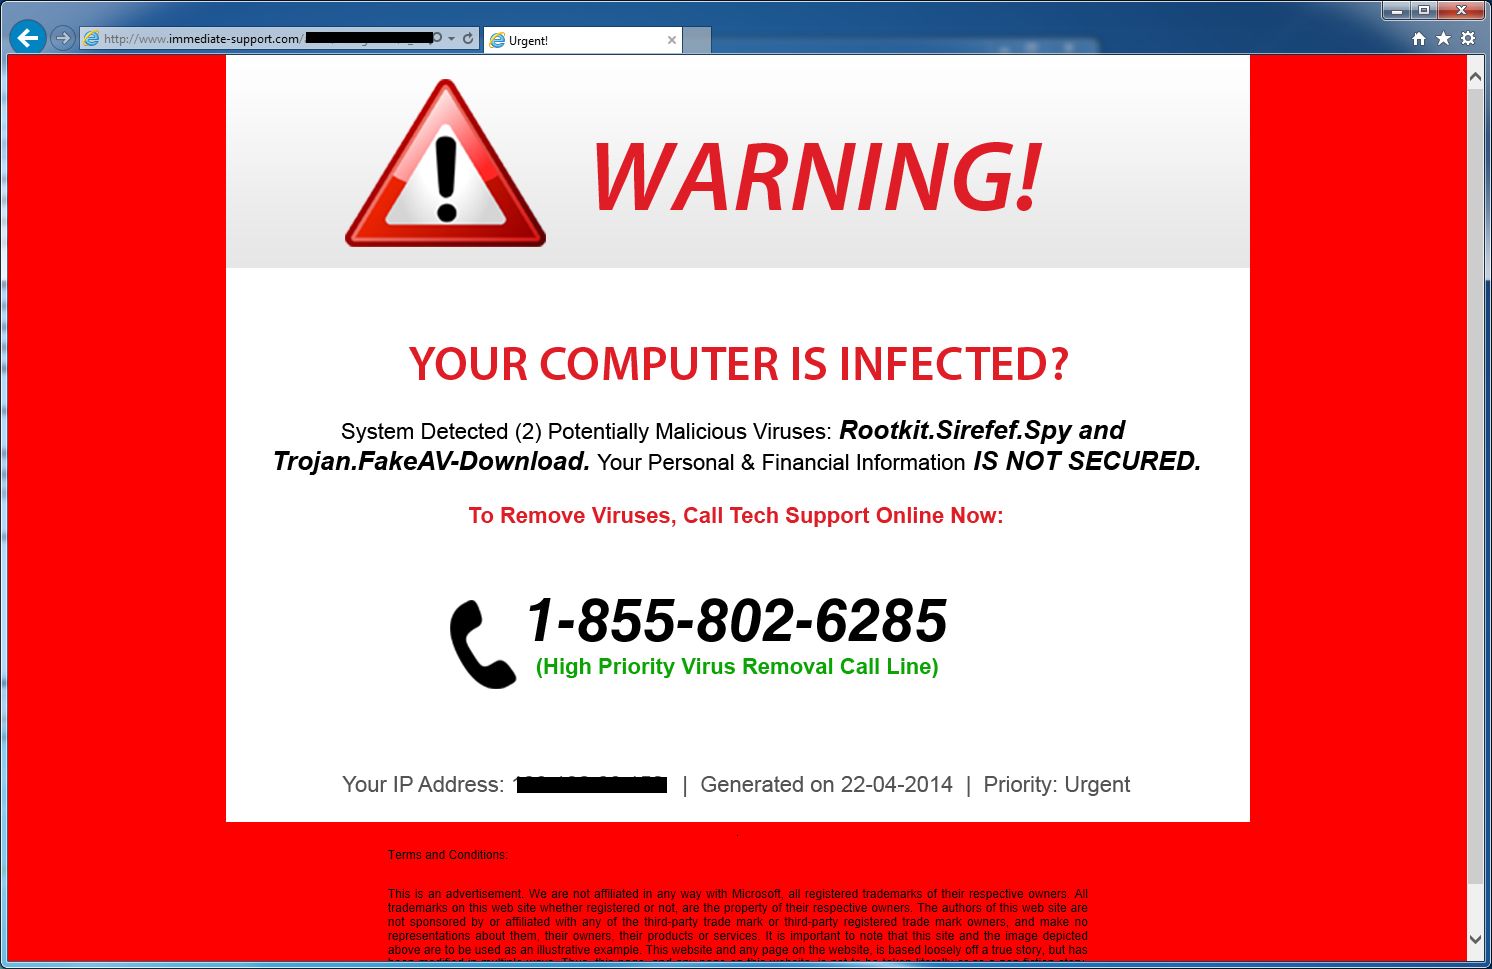 http://www.immediate-support.com/
Urgent!
WARNING!
YOUR COMPUTER IS INFECTED?
System Detected (2) Potentially Malicious Viruses: Rootkit.Sirefef.Spy and
Trojan.FakeAV-Download. Your Personal & Financial Information IS NOT SECURED.
To Remove Viruses, Call Tech Support Online Now:
1-855-802-6285
(High Priority Virus Removal Call Line)
Your IP Address: | Generated on 22-04-2014 | Priority: Urgent
Terms and Conditions:
This is an advertisement. We are not affiliated in any way with Microsoft, all registered trademarks of their respective owners. All
trademarks on this web site whether registered or not, are the property of their respective owners. The authors of this web site are
not sponsored by or affiliated with any of the third-party trade mark or third-party registered trade mark owners, and make no
representations about them, their owners, their products or services. It is important to note that this site and the image depicted
above are to be used as an illustrative example. This website and any page on the website, is based loosely off a true story, but has